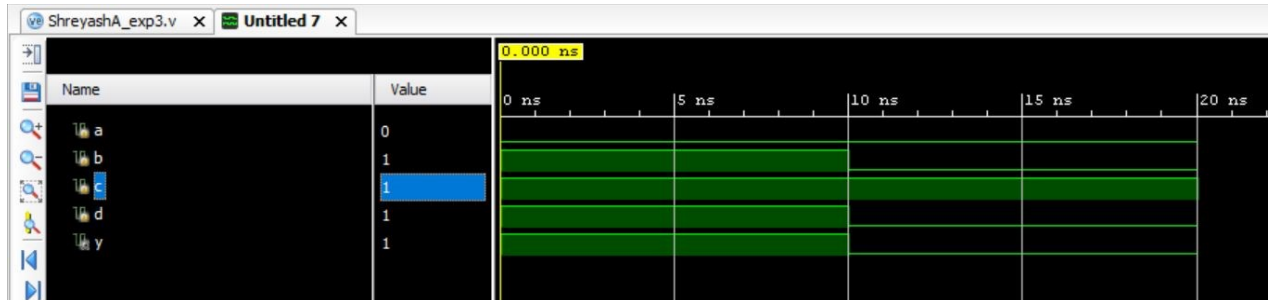 ShreyashA_exp3.v X Untitled 7 X
0.000 ns
Name Value
0 ns 5 ns 10 ns 15 ns 20 ns
a 0
b 1
c 1
d 1
y 1